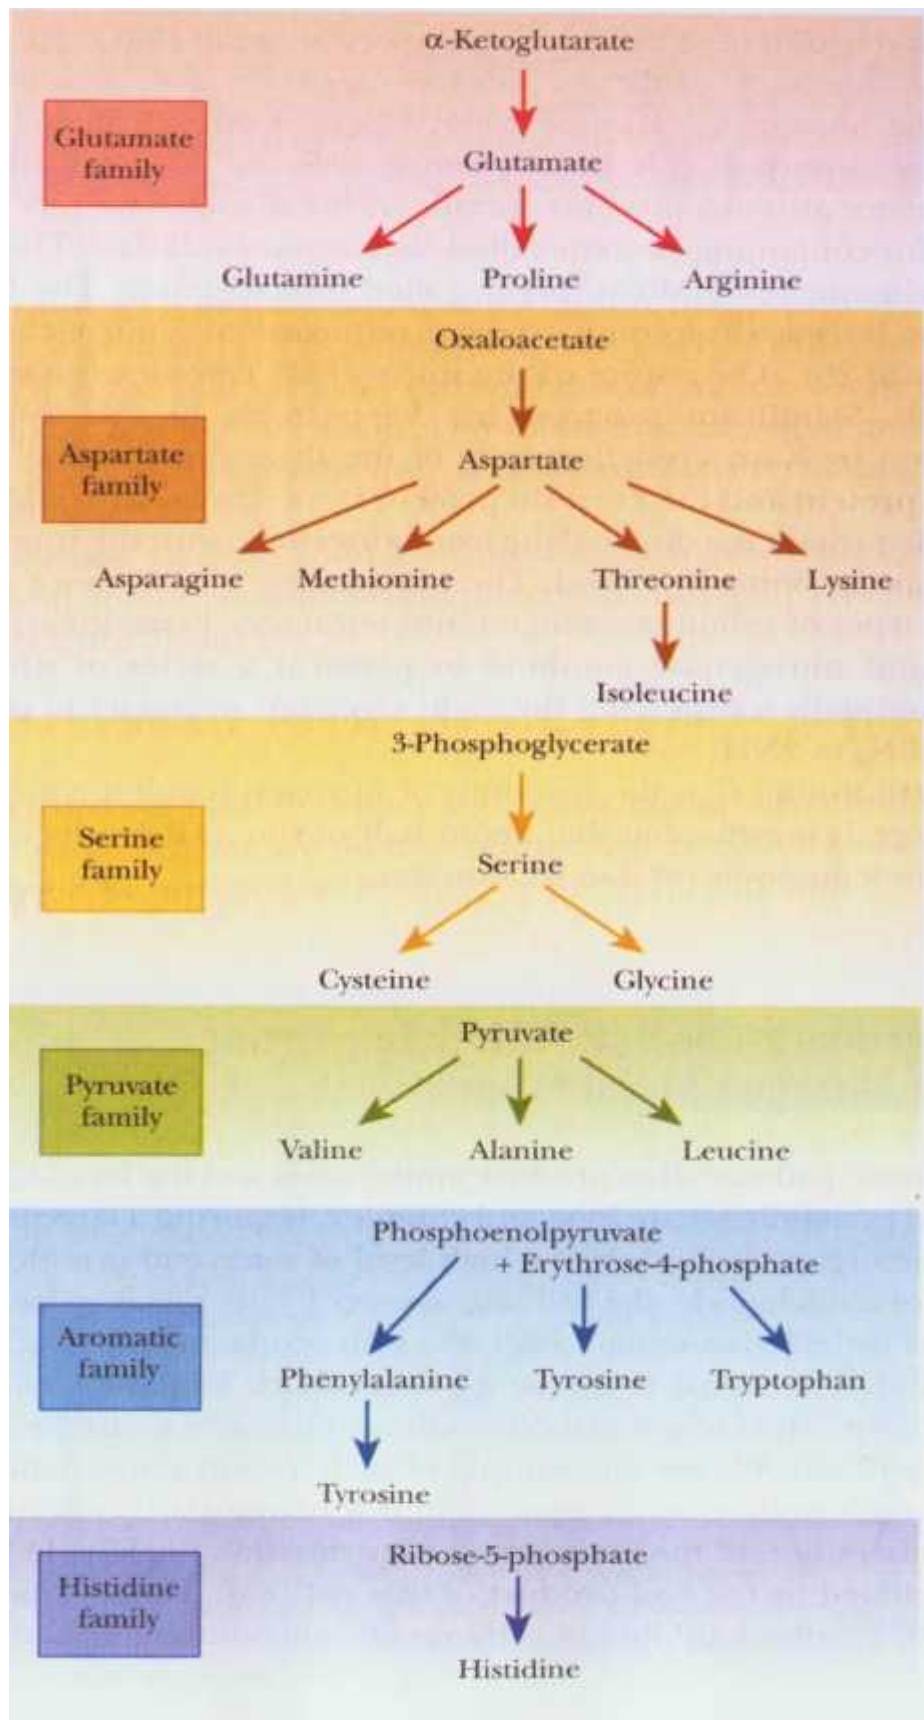 α-Ketoglutarate
Glutamate
family
Glutamate
Glutamine Proline Arginine
Oxaloacetate
Aspartate
family
Aspartate
Asparagine Methionine Threonine Lysine
Isoleucine
3-Phosphoglycerate
Serine
family
Serine
Cysteine Glycine
Pyruvate
Pyruvate
family
Valine Alanine Leucine
Phosphoenolpyruvate
+ Erythrose-4-phosphate
Aromatic
family
Phenylalanine Tyrosine Tryptophan
Tyrosine
Ribose-5-phosphate
Histidine
family
Histidine